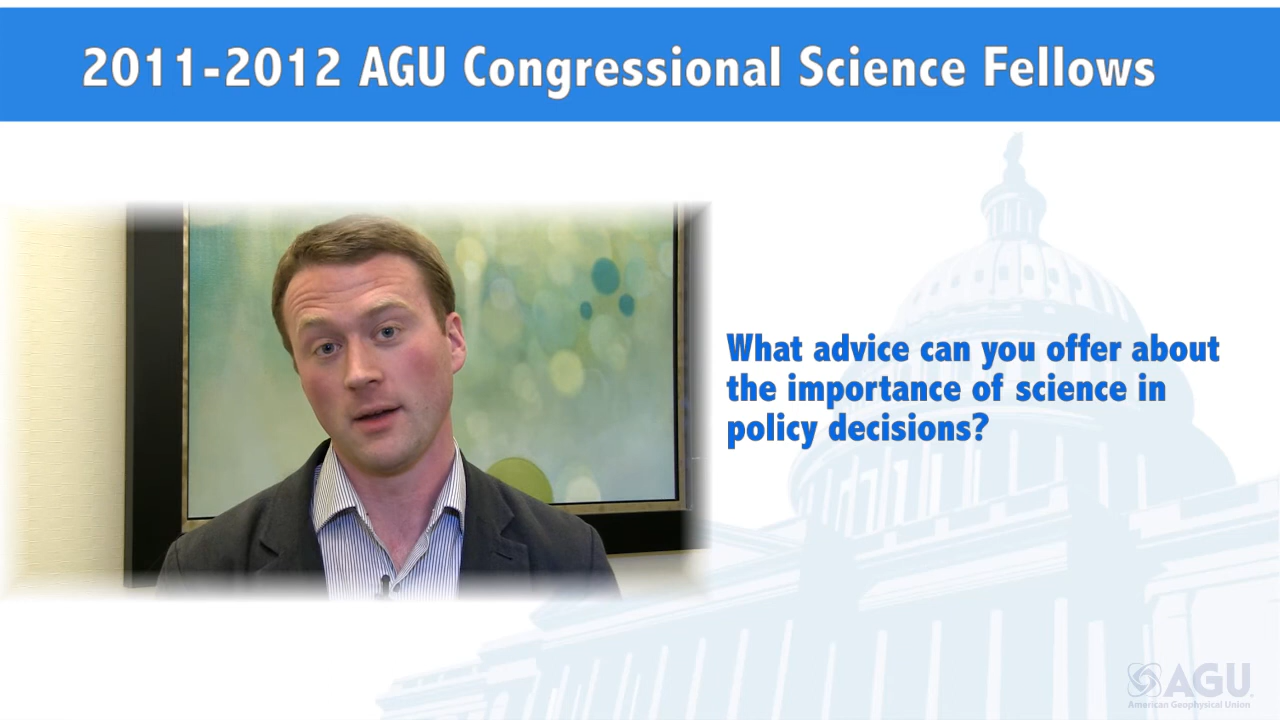 2011-2012 AGU Congressional Science Fellows
What advice can you offer about
the importance of science in
policy decisions?
AGU
American Geophysical Union